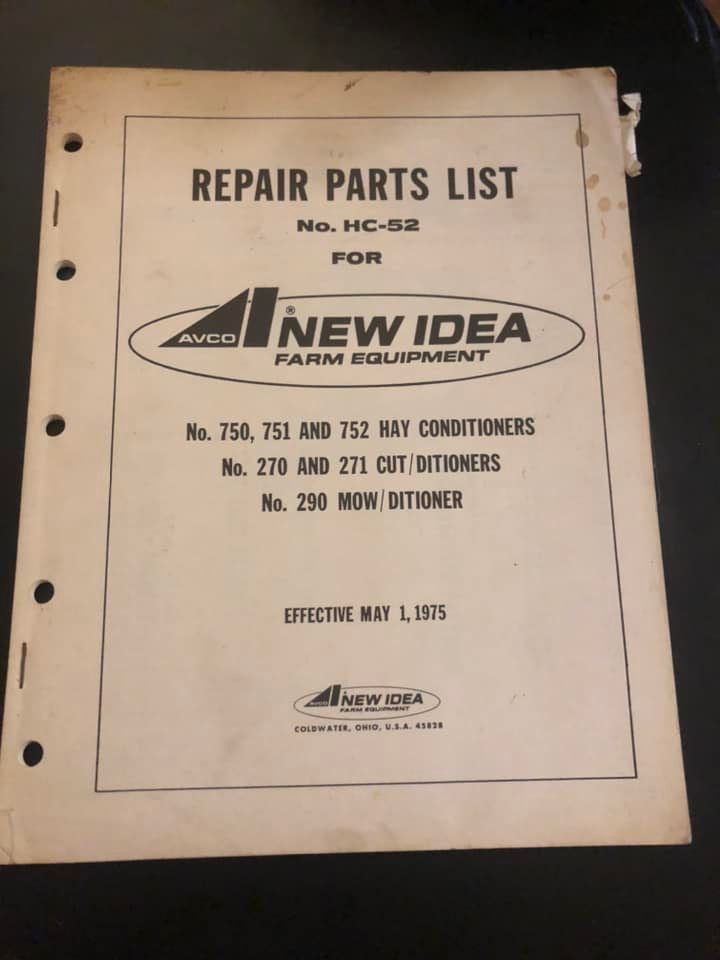 REPAIR PARTS LIST
No. HC-52
FOR
AVCO ® NEW IDEA
FARM EQUIPMENT
No. 750, 751 AND 752 HAY CONDITIONERS
No. 270 AND 271 CUT/DITIONERS
No. 290 MOW/DITIONER
EFFECTIVE MAY 1, 1975
AVCO NEW IDEA
FARM EQUIPMENT
COLDWATER, OHIO, U.S.A. 45828